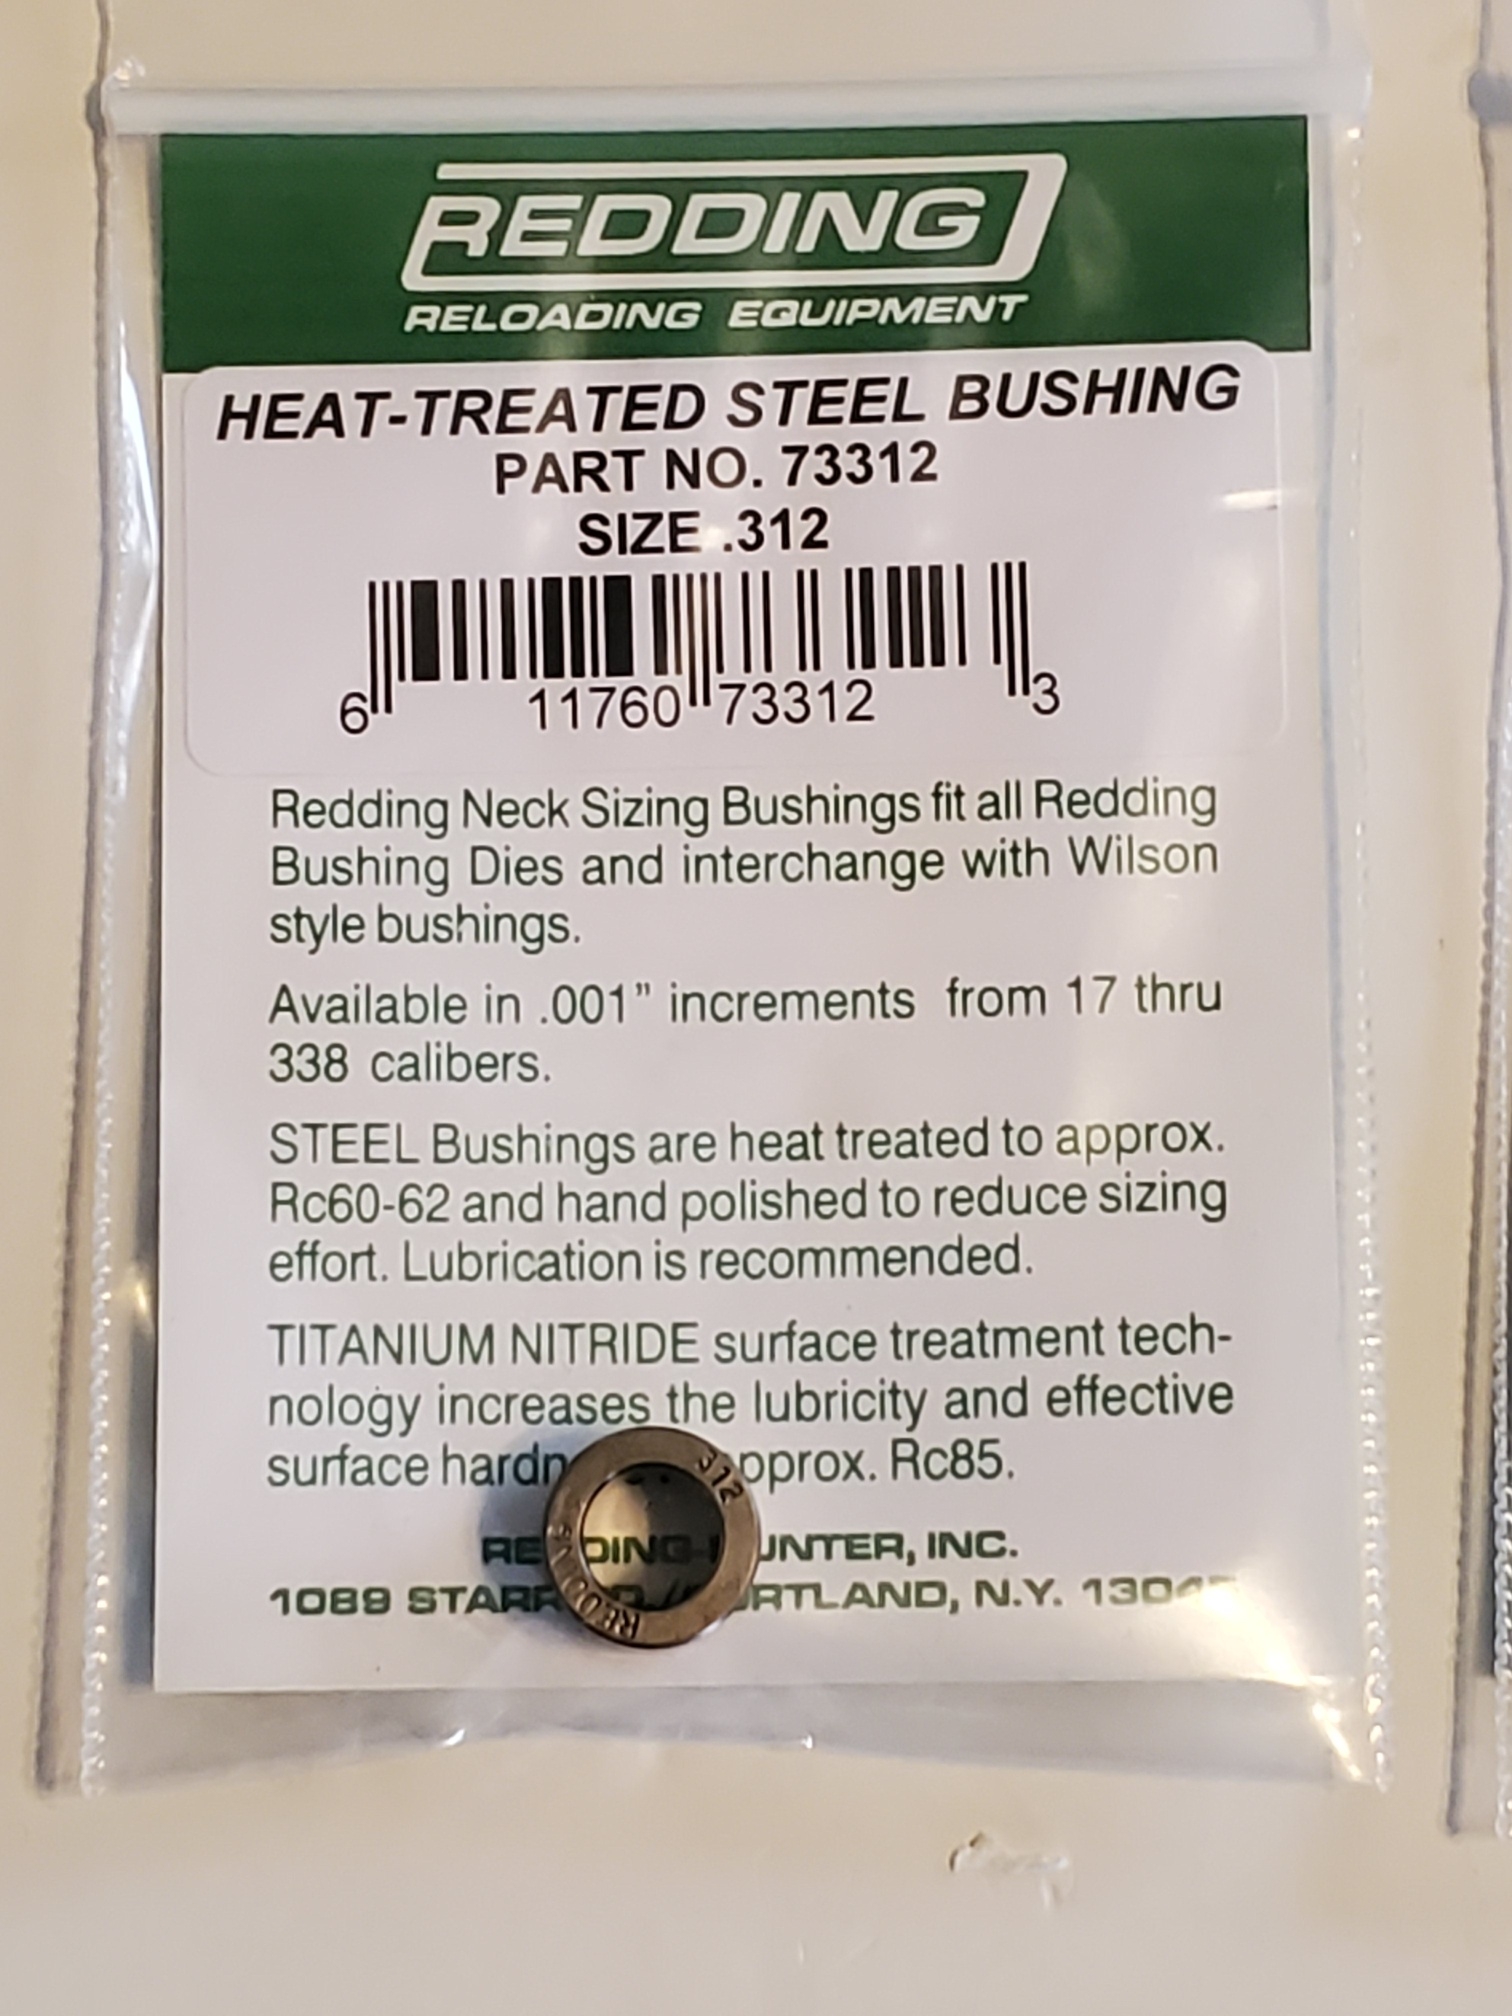 REDDING
RELOADING EQUIPMENT
HEAT-TREATED STEEL BUSHING
PART NO. 73312
SIZE .312
6 11760 73312 3
Redding Neck Sizing Bushings fit all Redding
Bushing Dies and interchange with Wilson
style bushings.
Available in .001” increments from 17 thru
338 calibers.
STEEL Bushings are heat treated to approx.
Rc60-62 and hand polished to reduce sizing
effort. Lubrication is recommended.
TITANIUM NITRIDE surface treatment tech-
nology increases the lubricity and effective
surface approx. Rc85.
312
REDDING
INC.
1089 N.Y.